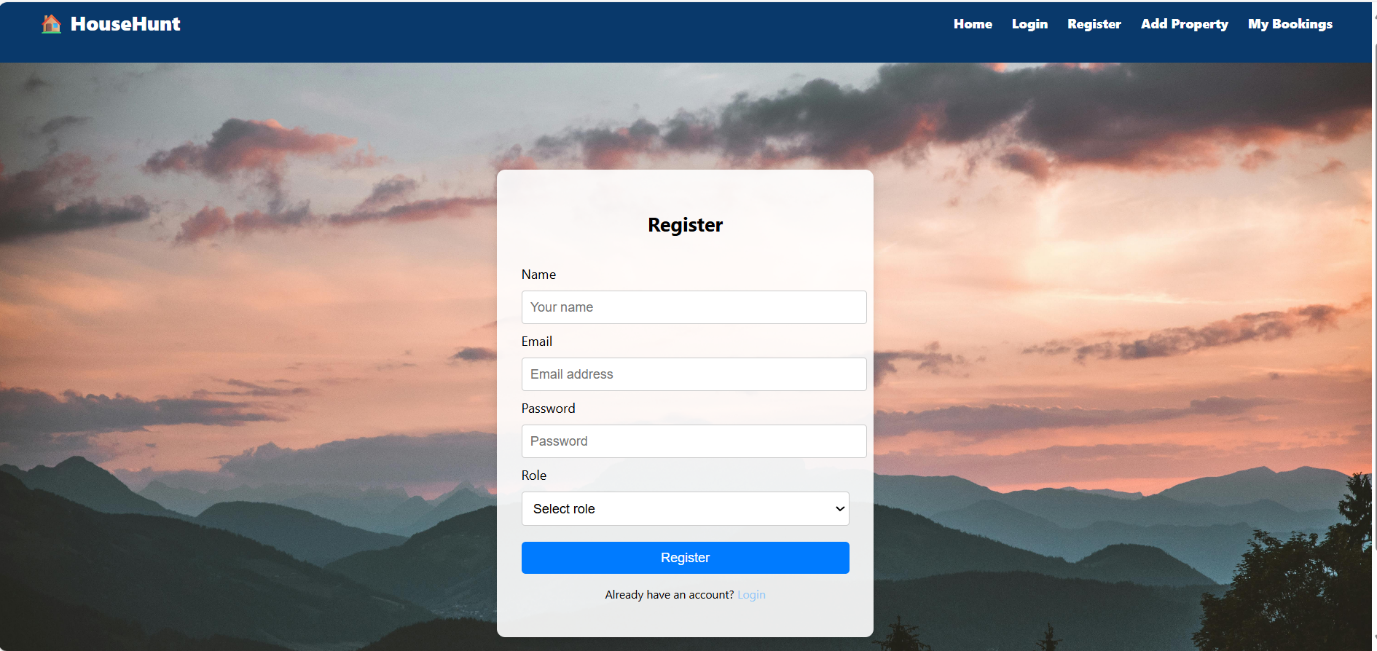 HouseHunt
Home Login Register Add Property My Bookings
Register
Name
Your name
Email
Email address
Password
Password
Role
Select role
Register
Already have an account? Login